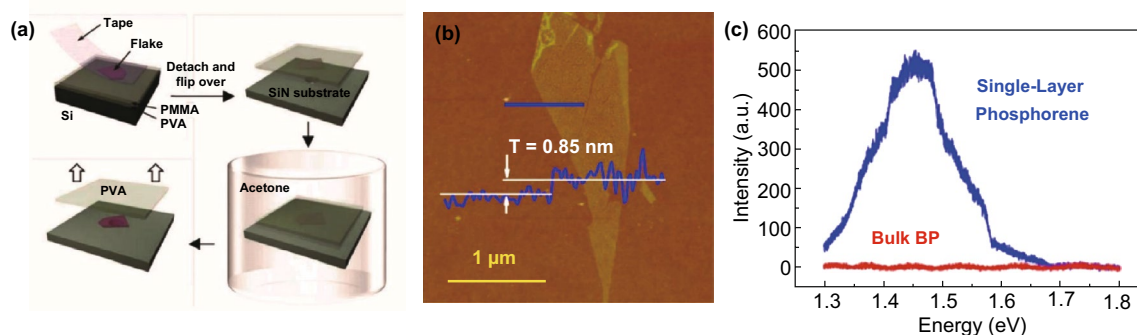 (a)
Tape
Flake
Detach and
flip over
Si
PMMA
PVA
SiN substrate
PVA
Acetone
(b)
T = 0.85 nm
1 µm
(c)
600
500
400
300
200
100
0
Intensity (a.u.)
Single-Layer
Phosphorene
Bulk BP
1.3 1.4 1.5 1.6 1.7 1.8
Energy (eV)